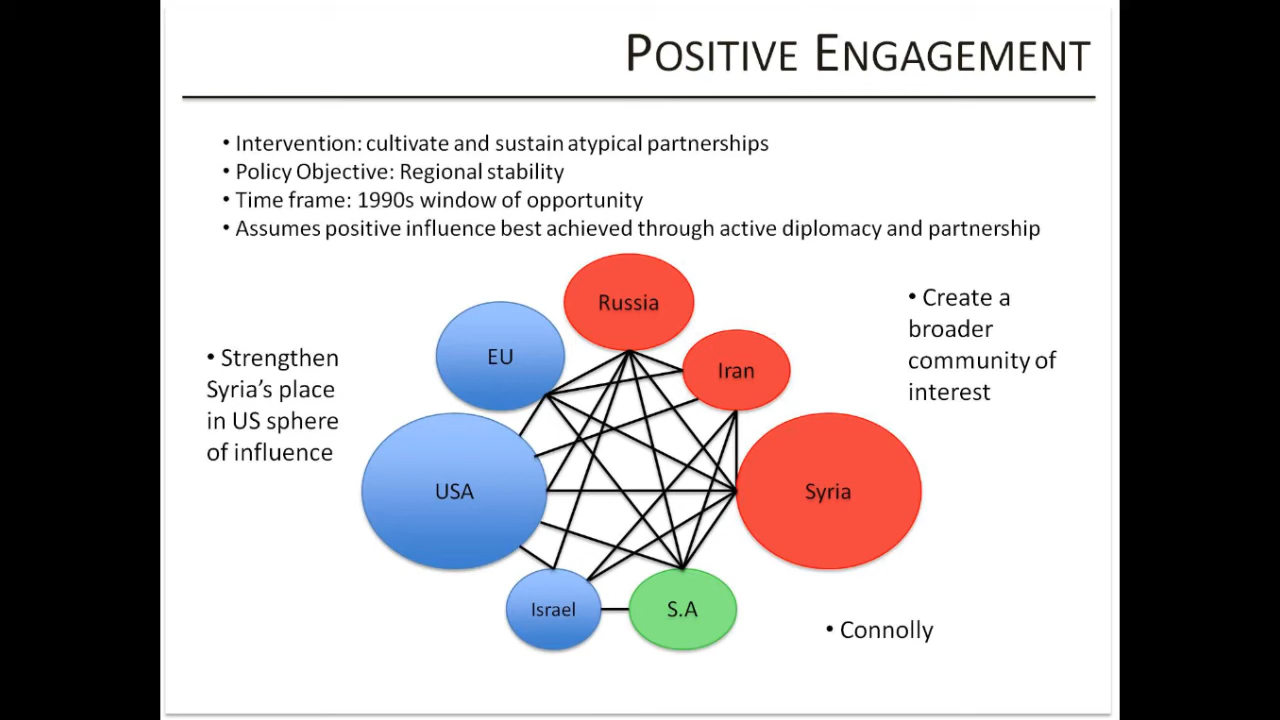 POSITIVE ENGAGEMENT
• Intervention: cultivate and sustain atypical partnerships
• Policy Objective: Regional stability
• Time frame: 1990s window of opportunity
• Assumes positive influence best achieved through active diplomacy and partnership
Russia
• Create a
broader
community of
interest
EU
Iran
• Strengthen
Syria's place
in US sphere
of influence
USA
Syria
Israel
S.A
• Connolly